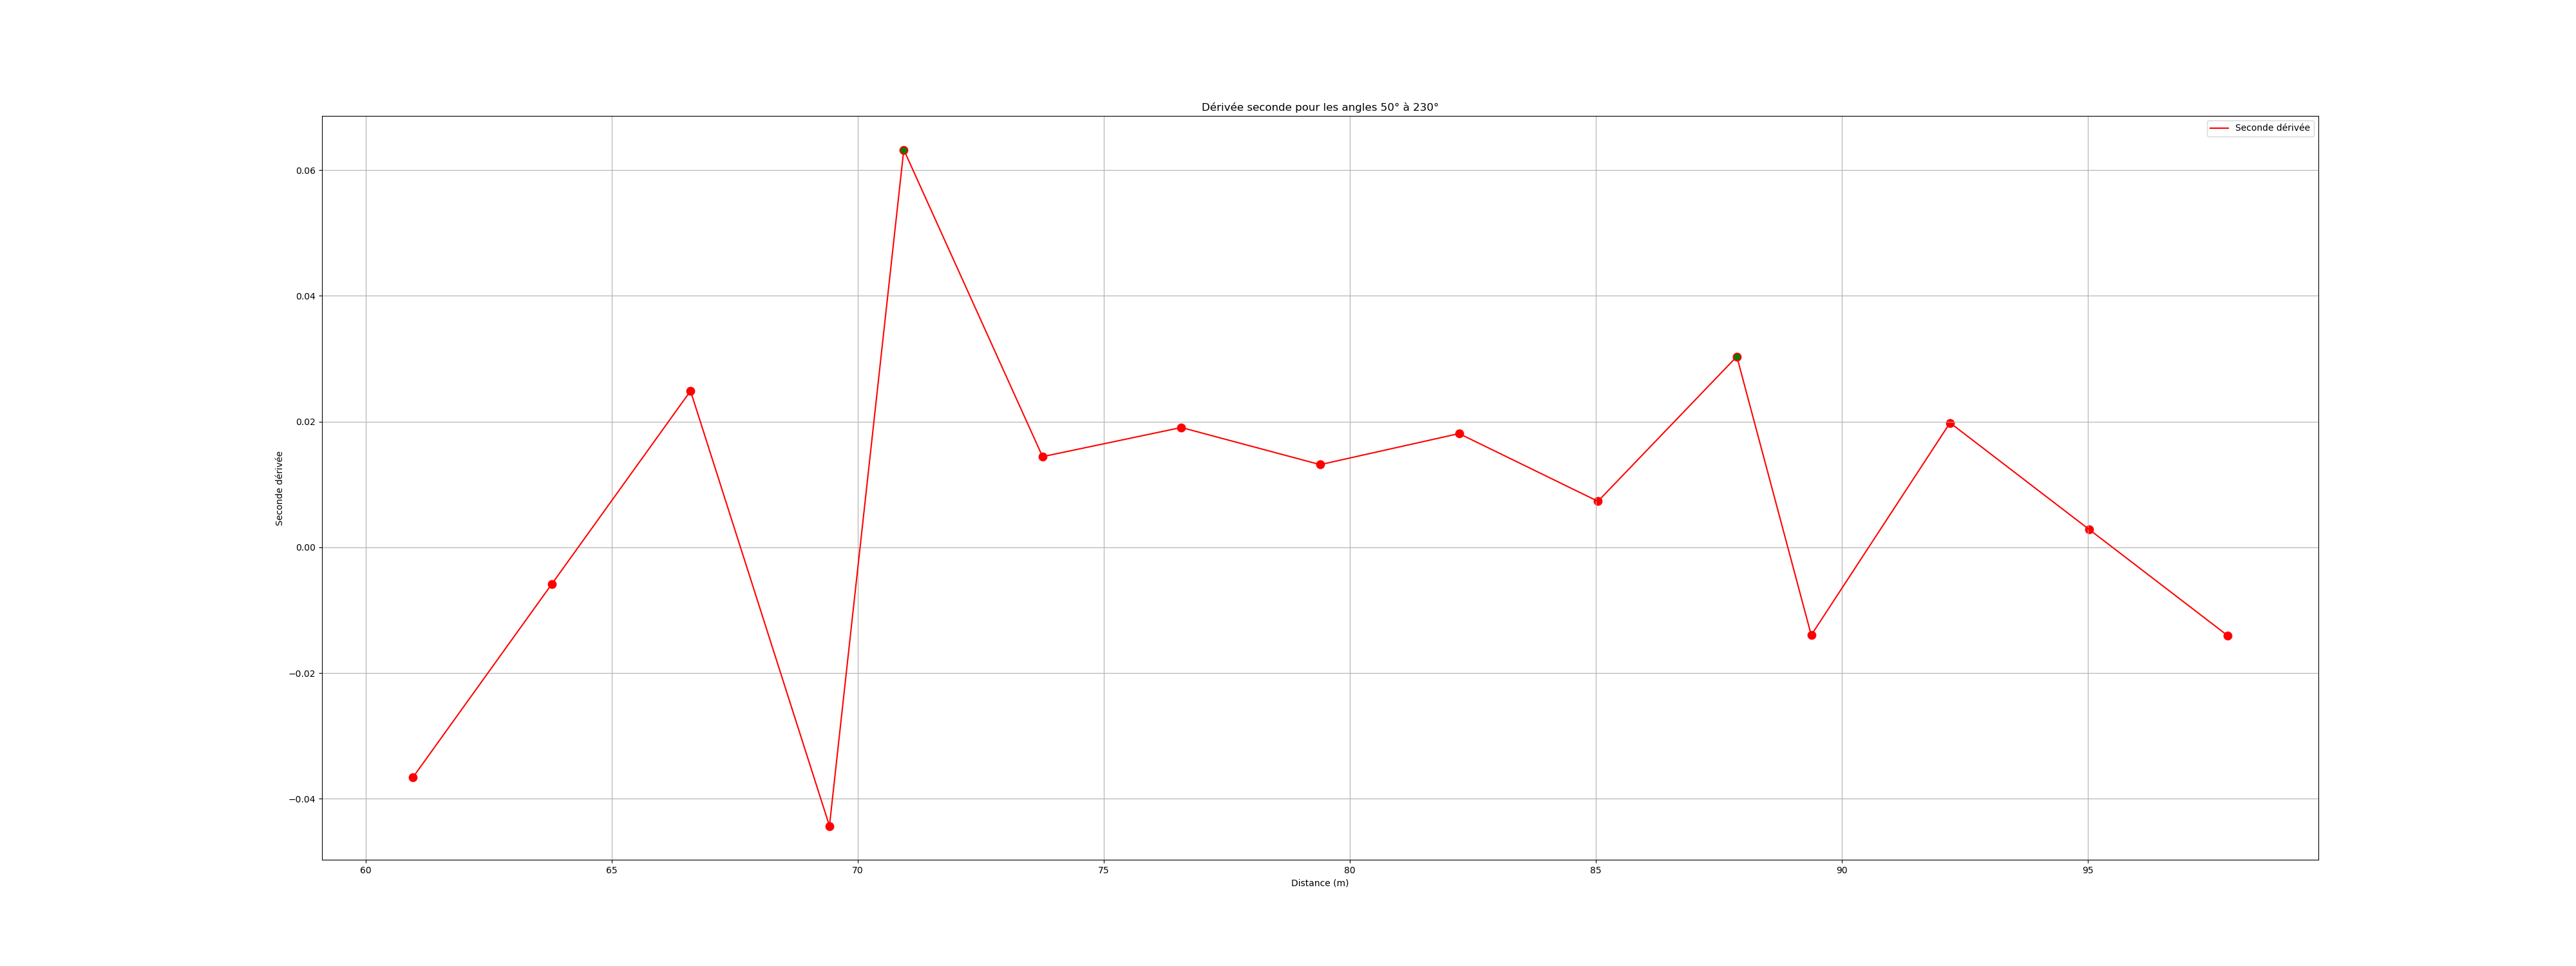 Dérivée seconde pour les angles 50° à 230°
Seconde dérivée
0.06
0.04
0.02
0.00
−0.02
−0.04
Seconde dérivée
60 65 70 75 80 85 90 95
Distance (m)